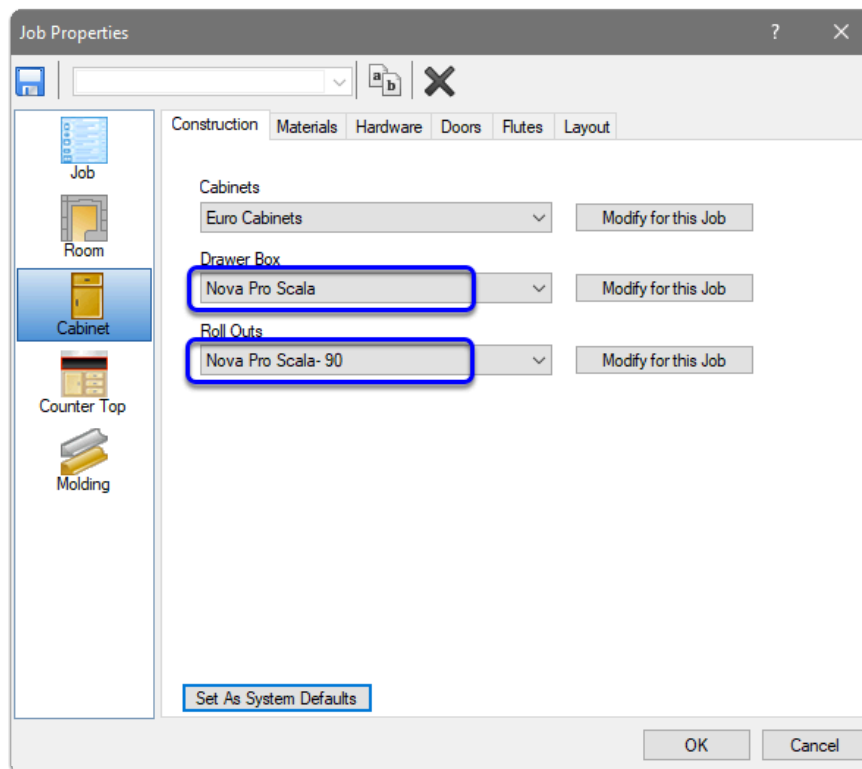 Job Properties
?
a b
Construction Materials Hardware Doors Flutes Layout
Job
Room
Cabinet
Counter Top
Molding
Cabinets
Euro Cabinets
Modify for this Job
Drawer Box
Nova Pro Scala
Modify for this Job
Roll Outs
Nova Pro Scala- 90
Modify for this Job
Set As System Defaults
OK Cancel